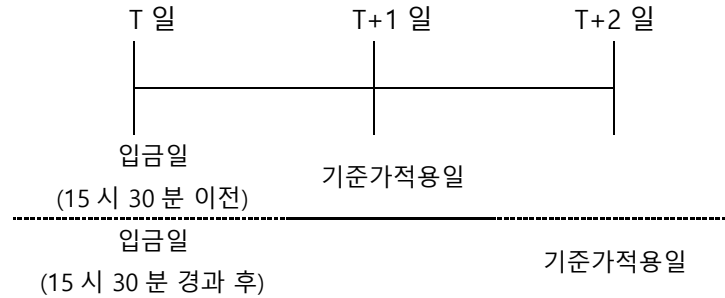 T 일 T+1 일 T+2 일
입금일
(15 시 30 분 이전)
기준가적용일
입금일
(15 시 30 분 경과 후)
기준가적용일